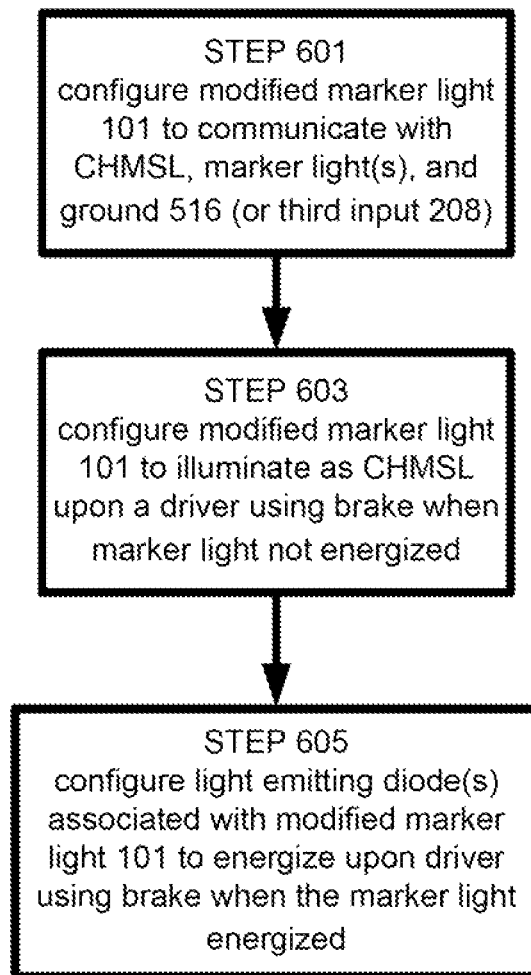 STEP 601
configure modified marker light
101 to communicate with
CHMSL, marker light(s), and
ground 516 (or third input 208)
STEP 603
configure modified marker light
101 to illuminate as CHMSL
upon a driver using brake when
marker light not energized
STEP 605
configure light emitting diode(s)
associated with modified marker
light 101 to energize upon driver
using brake when the marker light
energized